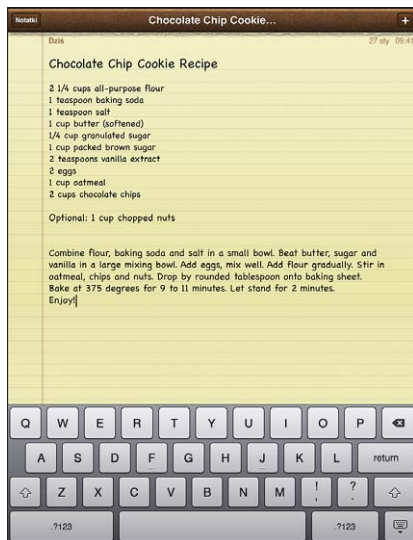 Notatki
Chocolate Chip Cookie...
+
Dziś
27 sty 09:41
Chocolate Chip Cookie Recipe
2 1/4 cups all-purpose flour
1 teaspoon baking soda
1 teaspoon salt
1 cup butter (softened)
1/4 cup granulated sugar
1 cup packed brown sugar
2 teaspoons vanilla extract
2 eggs
1 cup oatmeal
2 cups chocolate chips
Optional: 1 cup chopped nuts
Combine flour, baking soda and salt in a small bowl. Beat butter, sugar and
vanilla in a large mixing bowl. Add eggs, mix well. Add flour gradually. Stir in
oatmeal, chips and nuts. Drop by rounded tablespoon onto baking sheet.
Bake at 375 degrees for 9 to 11 minutes. Let stand for 2 minutes.
Enjoy!
Q W E R T Y U I O P
A S D F G H J K L return
Z X C V B N M ! , ? .
.?123 .?123